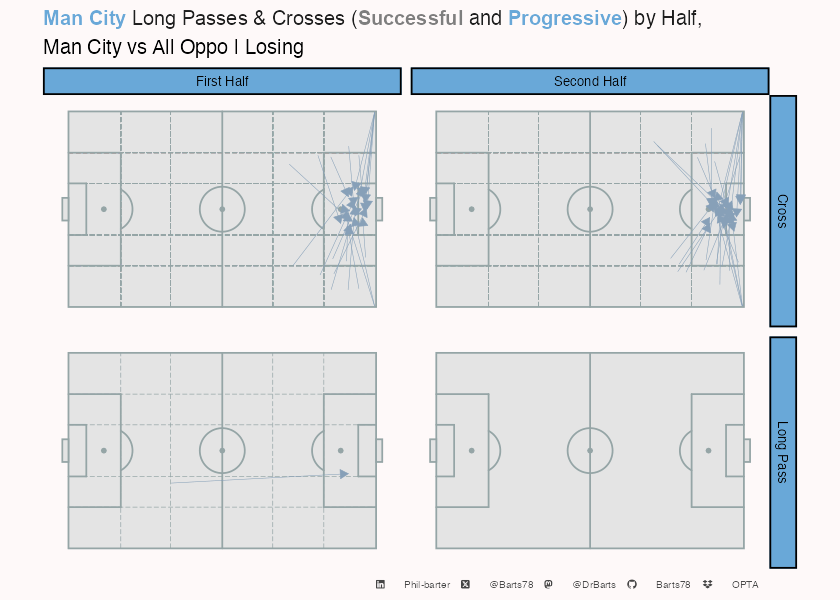 Man City Long Passes & Crosses (Successful and Progressive) by Half,
Man City vs All Oppo I Losing
First Half
Second Half
Cross
Long Pass
Phil-barter @Barts78 @DrBarts Barts78 OPTA